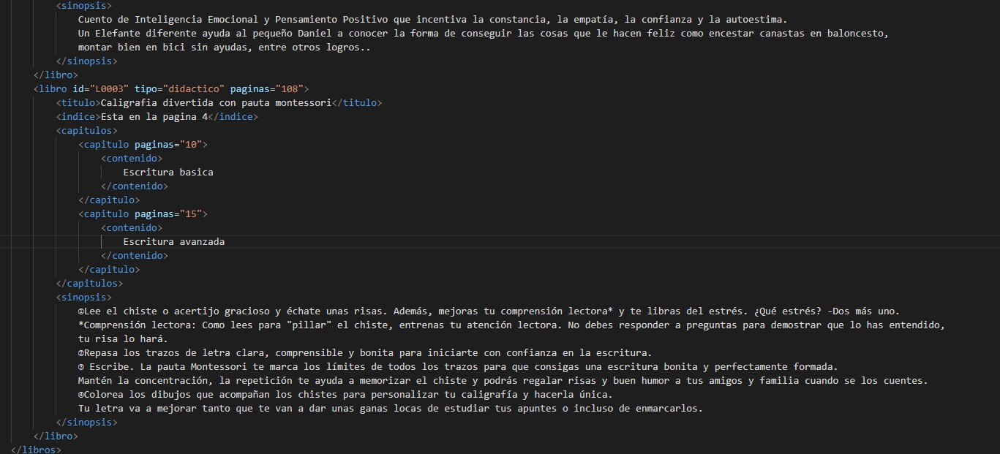 <sinopsis>
Cuento de Inteligencia Emocional y Pensamiento Positivo que incentiva la constancia, la empatía, la confianza y la autoestima.
Un Elefante diferente ayuda al pequeño Daniel a conocer la forma de conseguir las cosas que le hacen feliz como encestar canastas en baloncesto,
montar bien en bici sin ayudas, entre otros logros..
</sinopsis>
</libro>
<libro id="L0003" tipo="didactico" paginas="108">
<titulo>Caligrafia divertida con pauta montessori</titulo>
<indice>Esta en la pagina 4</indice>
<capitulos>
<capitulo paginas="10">
<contenido>
Escritura basica
</contenido>
</capitulo>
<capitulo paginas="15">
<contenido>
Escritura avanzada
</contenido>
</capitulo>
</capitulos>
<sinopsis>
①Lee el chiste o acertijo gracioso y échate unas risas. Además, mejoras tu comprensión lectora* y te libras del estrés. ¿Qué estrés? -Dos más uno.
*Comprensión lectora: Como lees para "pillar" el chiste, entrenas tu atención lectora. No debes responder a preguntas para demostrar que lo has entendido,
tu risa lo hará.
②Repasa los trazos de letra clara, comprensible y bonita para iniciarte con confianza en la escritura.
③ Escribe. La pauta Montessori te marca los límites de todos los trazos para que consigas una escritura bonita y perfectamente formada.
Mantén la concentración, la repetición te ayuda a memorizar el chiste y podrás regalar risas y buen humor a tus amigos y familia cuando se los cuentes.
④Colorea los dibujos que acompañan los chistes para personalizar tu caligrafía y hacerla única.
Tu letra va a mejorar tanto que te van a dar unas ganas locas de estudiar tus apuntes o incluso de enmarcarlos.
</sinopsis>
</libro>
</libros>